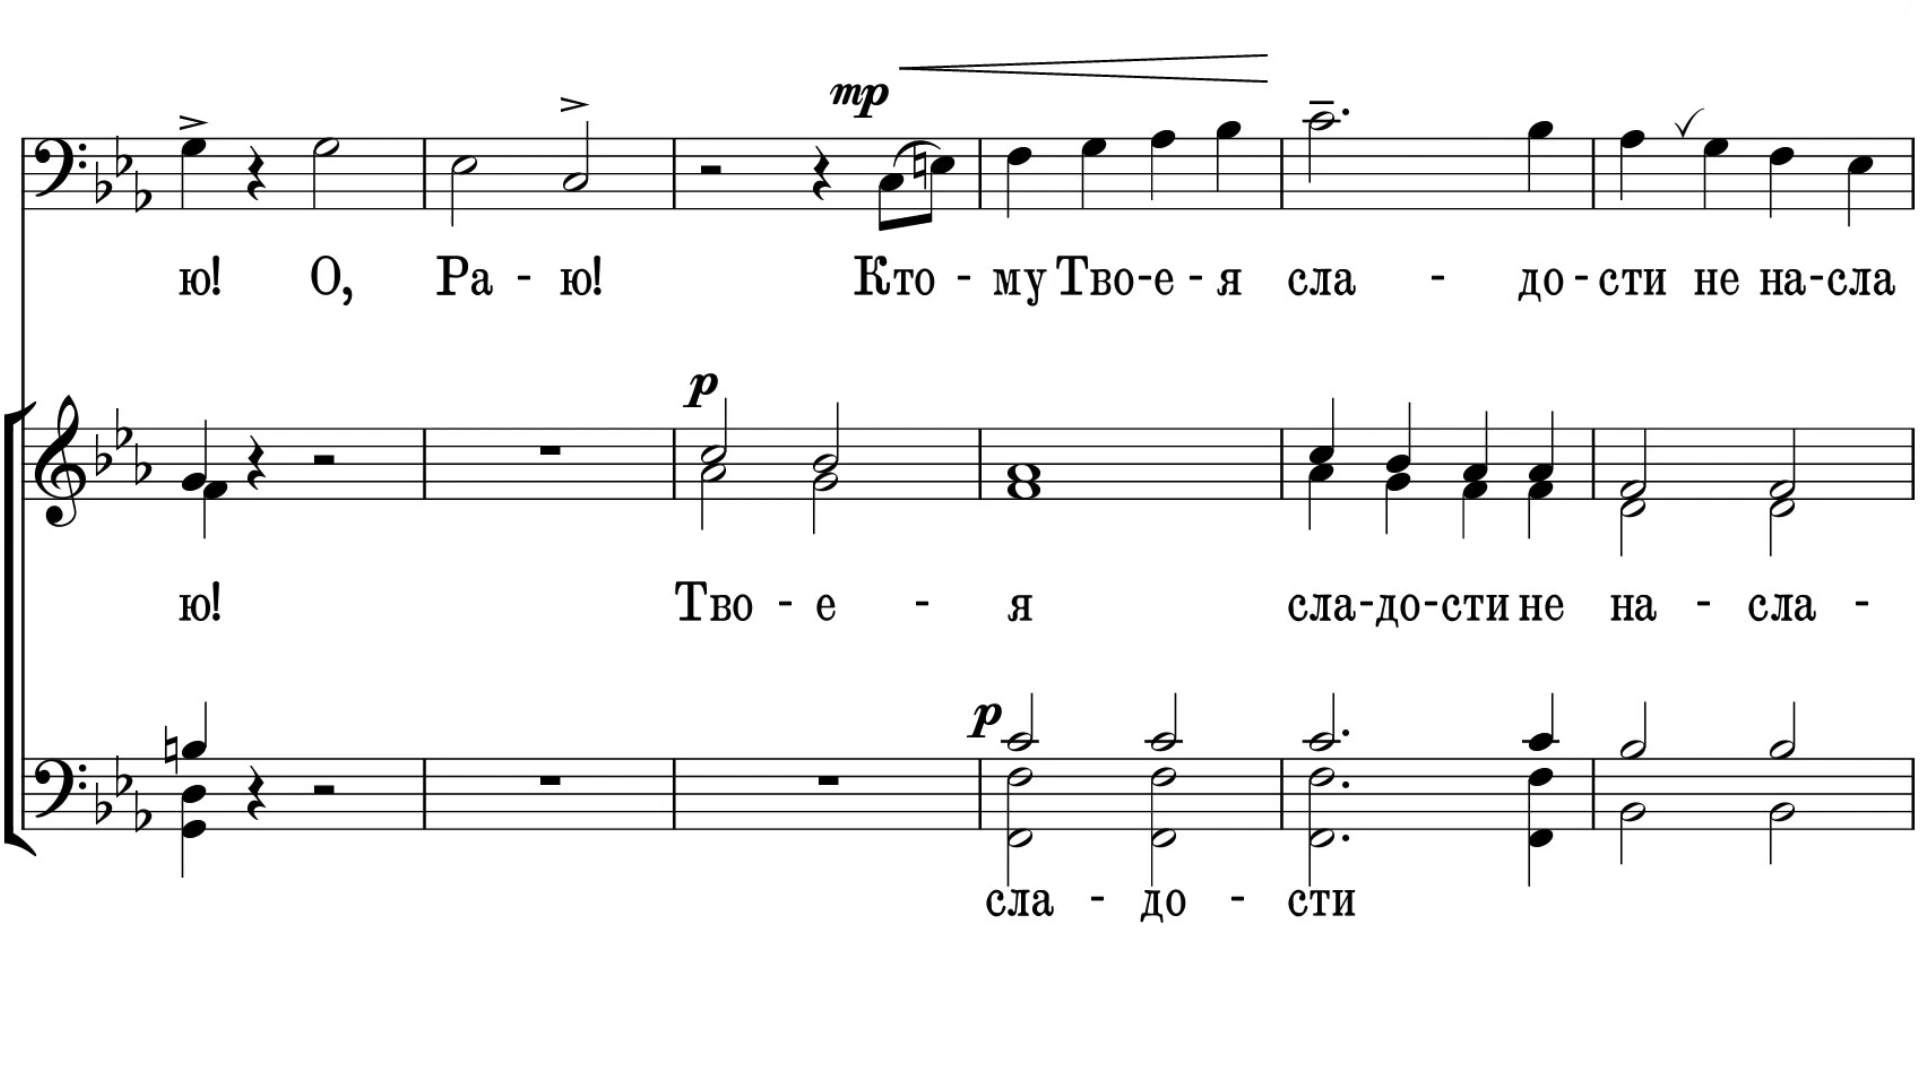 mp
ю! О, Ра - ю! Кто - му Тво-е - я сла - до - сти не на-сла
p
ю! Тво - е - я сла-до-сти не на - сла -
p
сла - до - сти